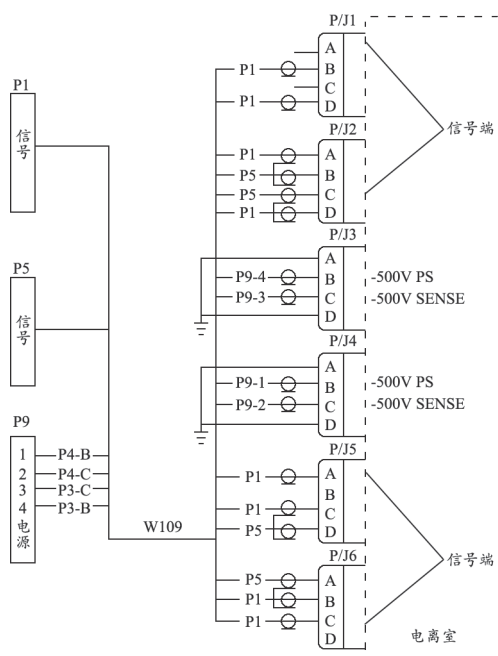 P1
信号
P5
信号
P9
1
2
3
4
电源
P4-B
P4-C
P3-C
P3-B
W109
P/J1
A
P1 B
C
P1 D
信号端
P/J2
P1 A
P5 B
P5 C
P1 D
P/J3
A
P9-4 B -500V PS
P9-3 C -500V SENSE
D
P/J4
A
P9-1 B -500V PS
P9-2 C -500V SENSE
D
P/J5
P1 A
B
P1 C
P5 D
信号端
P/J6
P5 A
P1 B
P1 C
D
电离室